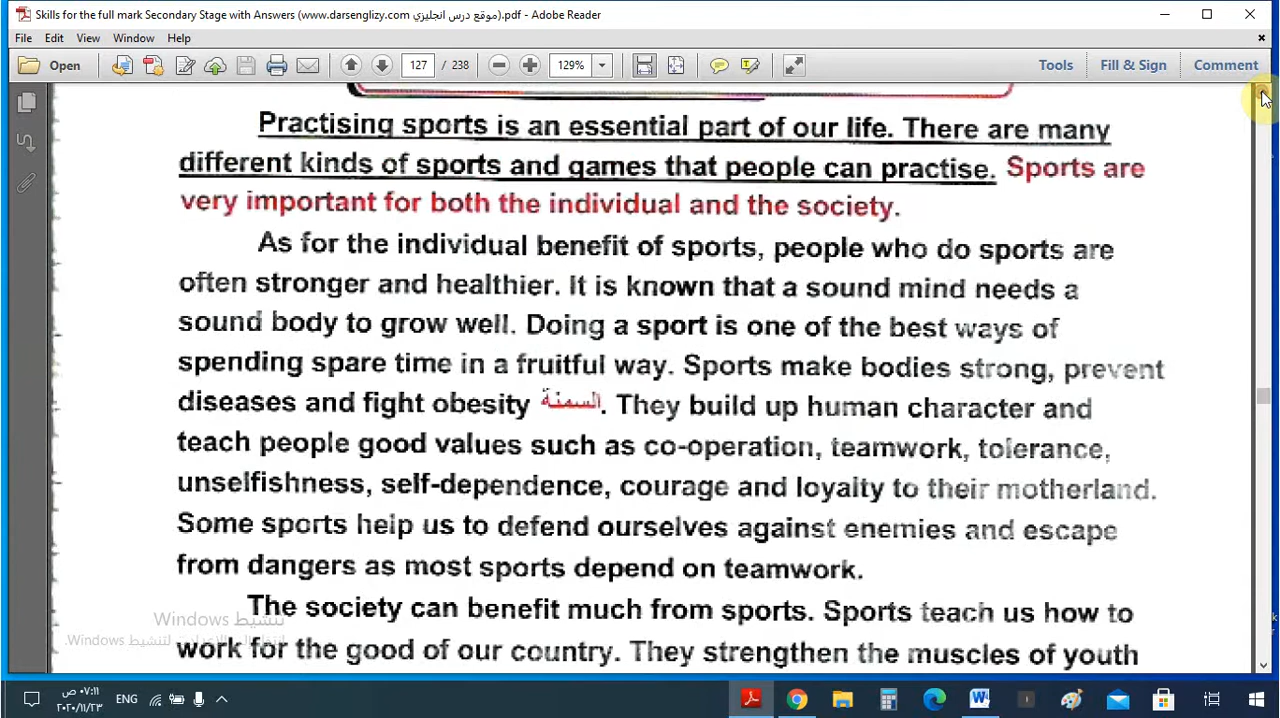 Skills for the full mark Secondary Stage with Answers (www.darsenglizy.com موقع درس انجليزي).pdf - Adobe Reader
File Edit View Window Help
Open 127 / 238 129% Tools Fill & Sign Comment
Practising sports is an essential part of our life. There are many
different kinds of sports and games that people can practise. Sports are
very important for both the individual and the society.
As for the individual benefit of sports, people who do sports are
often stronger and healthier. It is known that a sound mind needs a
sound body to grow well. Doing a sport is one of the best ways of
spending spare time in a fruitful way. Sports make bodies strong, prevent
diseases and fight obesity السمنة. They build up human character and
teach people good values such as co-operation, teamwork, tolerance,
unselfishness, self-dependence, courage and loyalty to their motherland.
Some sports help us to defend ourselves against enemies and escape
from dangers as most sports depend on teamwork.
The society can benefit much from sports. Sports teach us how to
تنشيط Windows
work for the good of our country. They strengthen the muscles of youth
لتنشيط Windows.
ENG
٠٧:١١ ص
٢٠٢٠/١١/٢٣